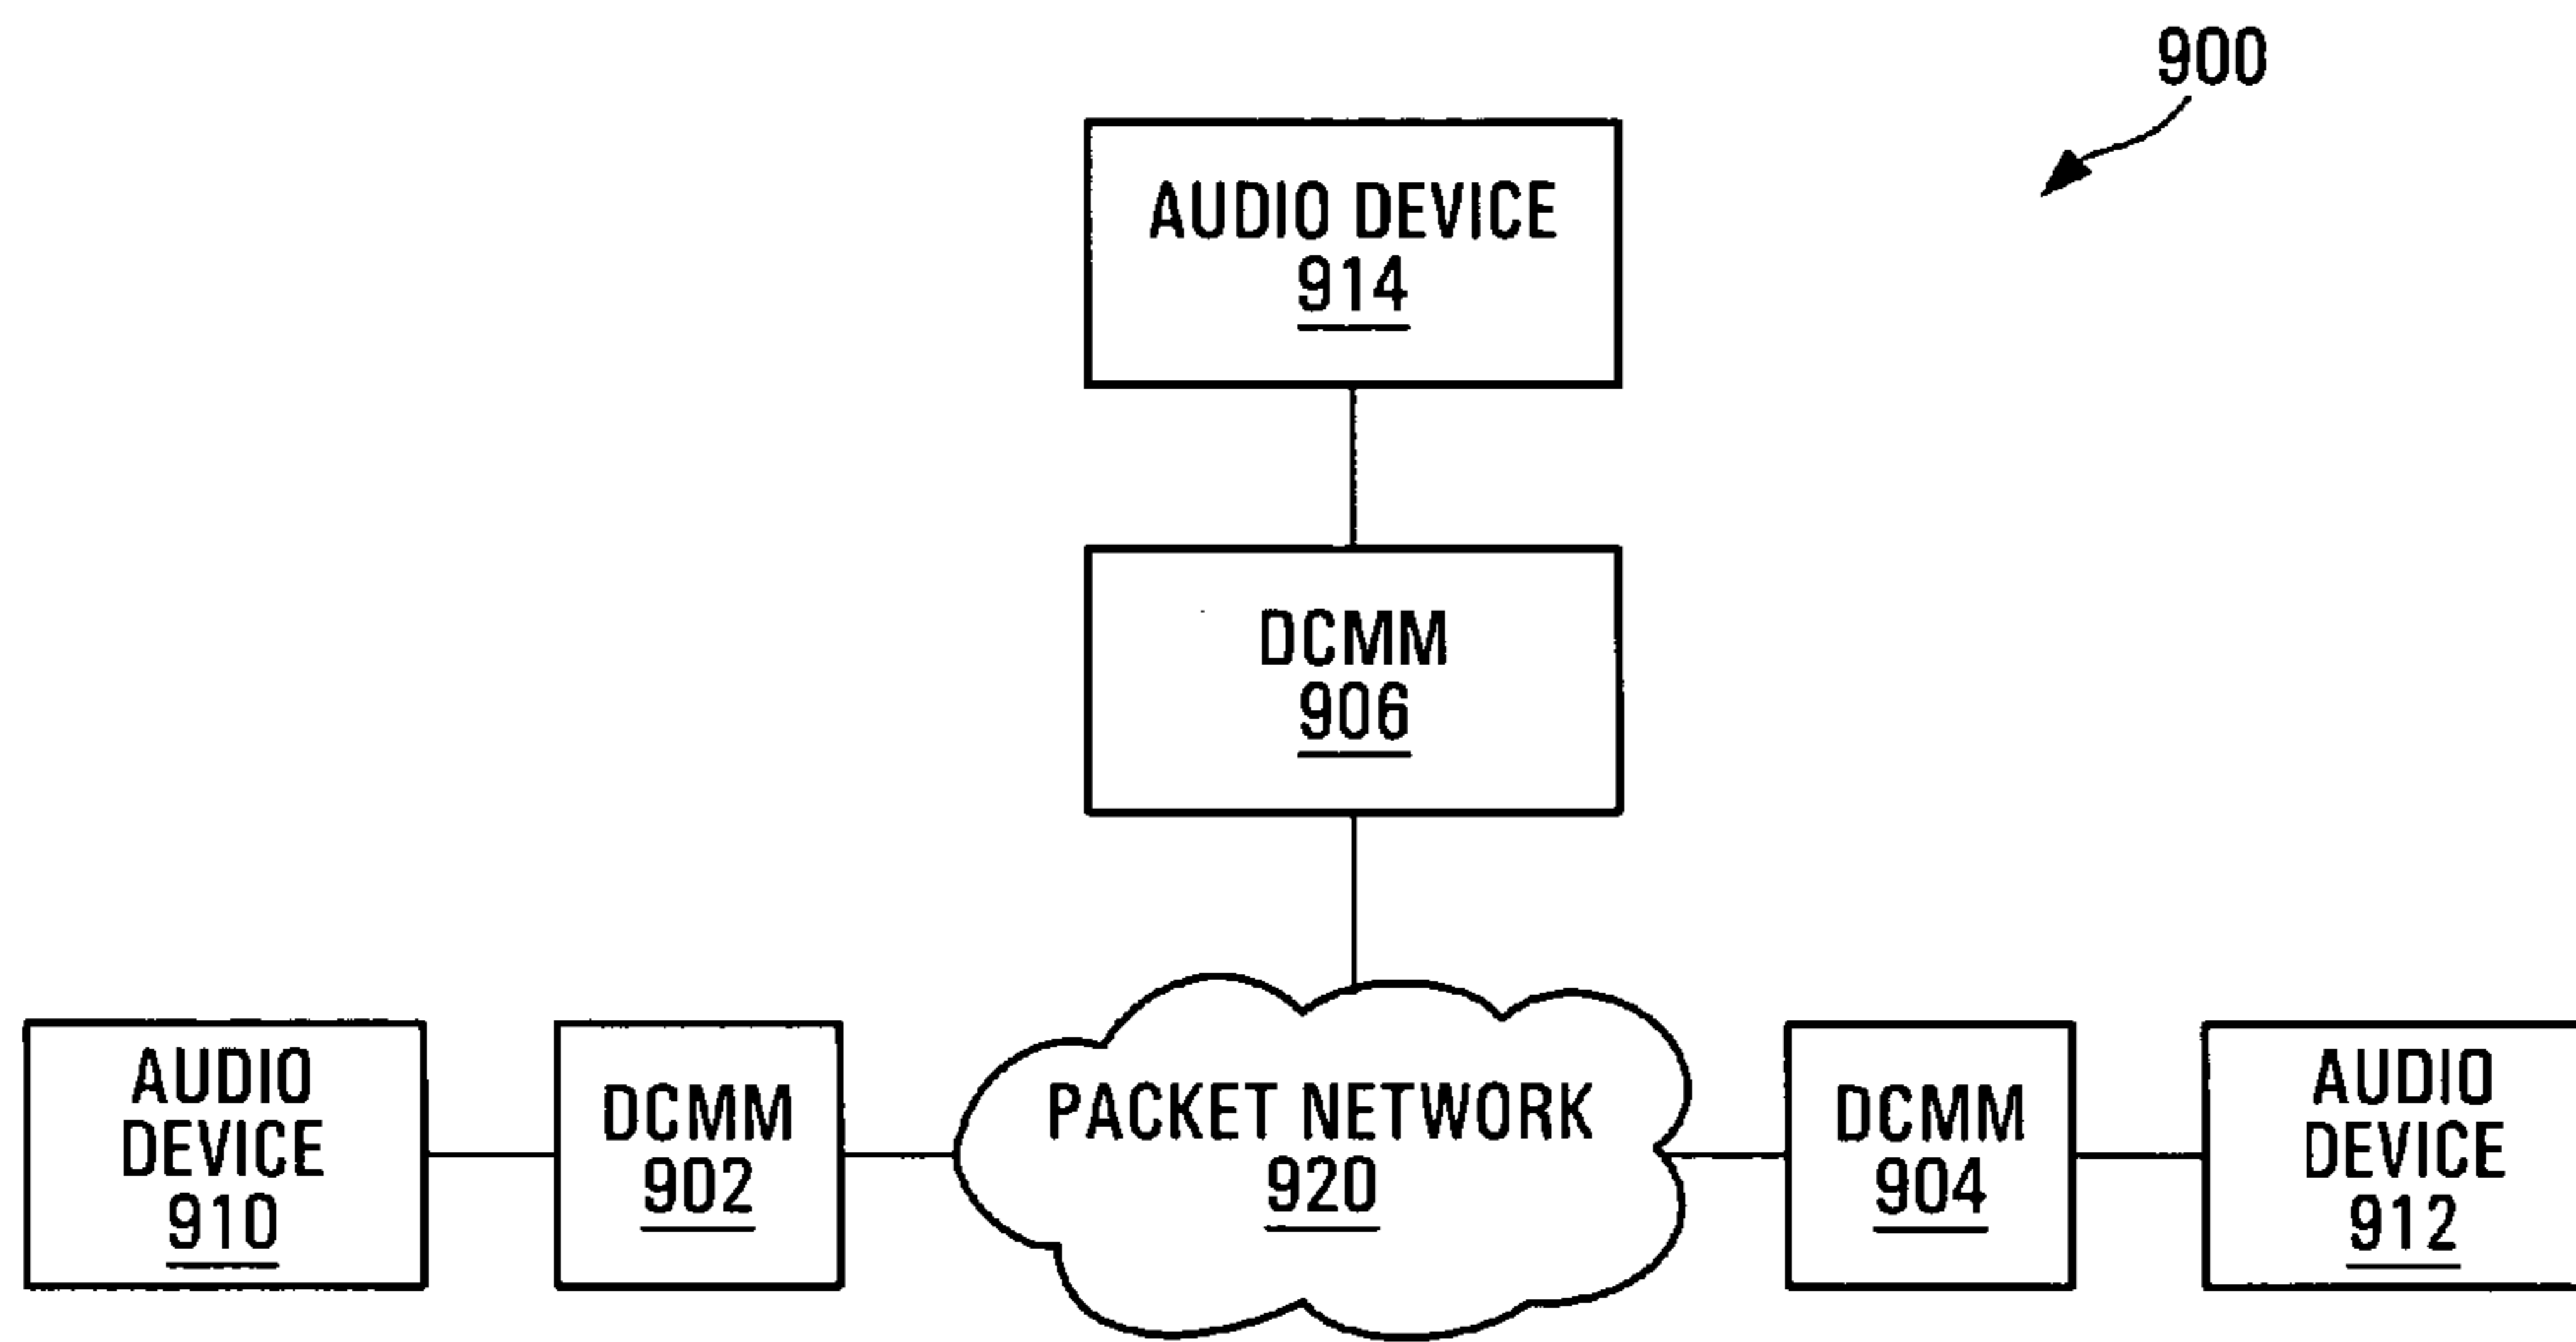 900
AUDIO DEVICE
914
DCMM
906
AUDIO
DEVICE
910
DCMM
902
PACKET NETWORK
920
DCMM
904
AUDIO
DEVICE
912